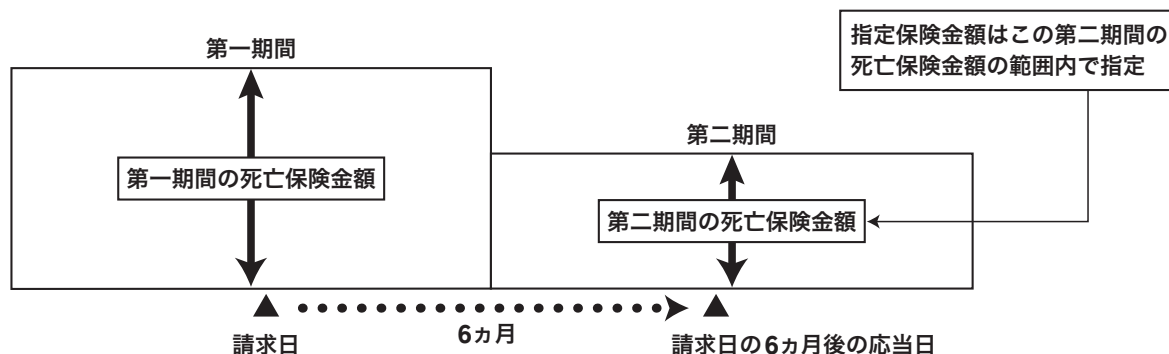 指定保険金額はこの第二期間の
死亡保険金額の範囲内で指定
第一期間
第二期間
第一期間の死亡保険金額
第二期間の死亡保険金額
6ヵ月
請求日
請求日の6ヵ月後の応当日